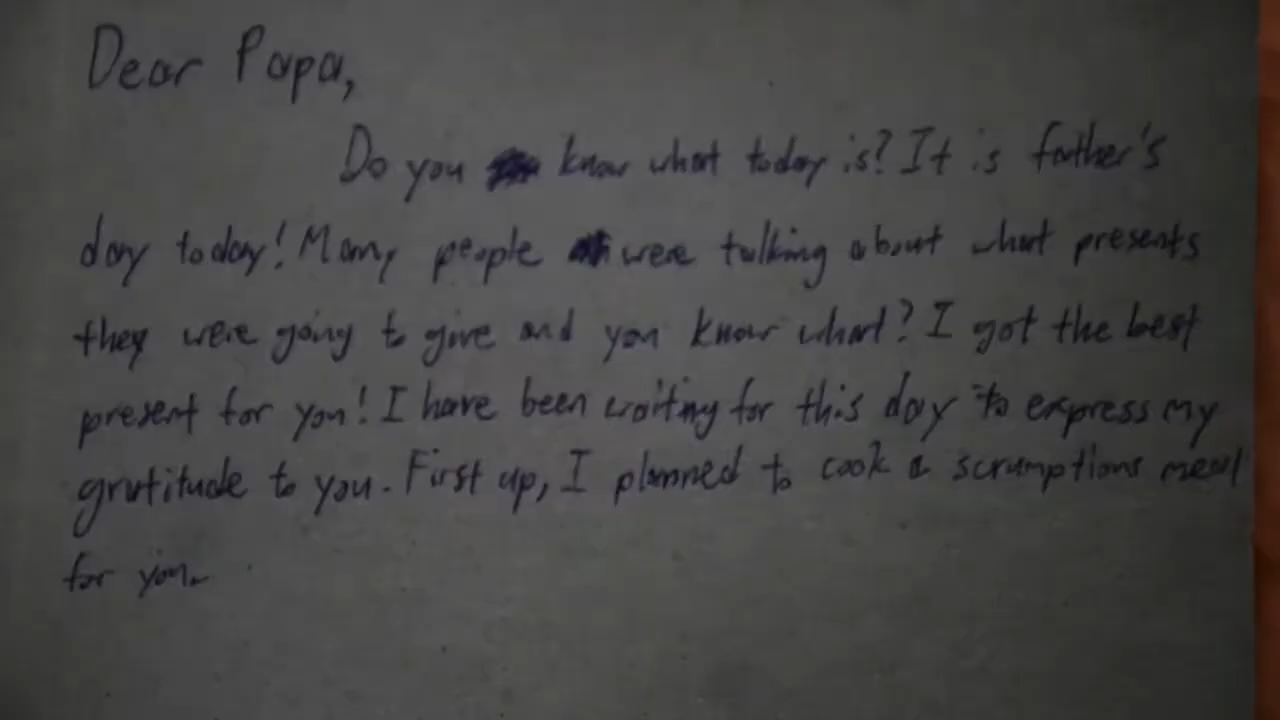 Dear Papa,
Do you know what today is? It is father's
day today! Many people were talking about what presents
they were going to give and you know what? I got the best
present for you! I have been waiting for this day to express my
gratitude to you. First up, I planned to cook a scrumptious meal
for you.